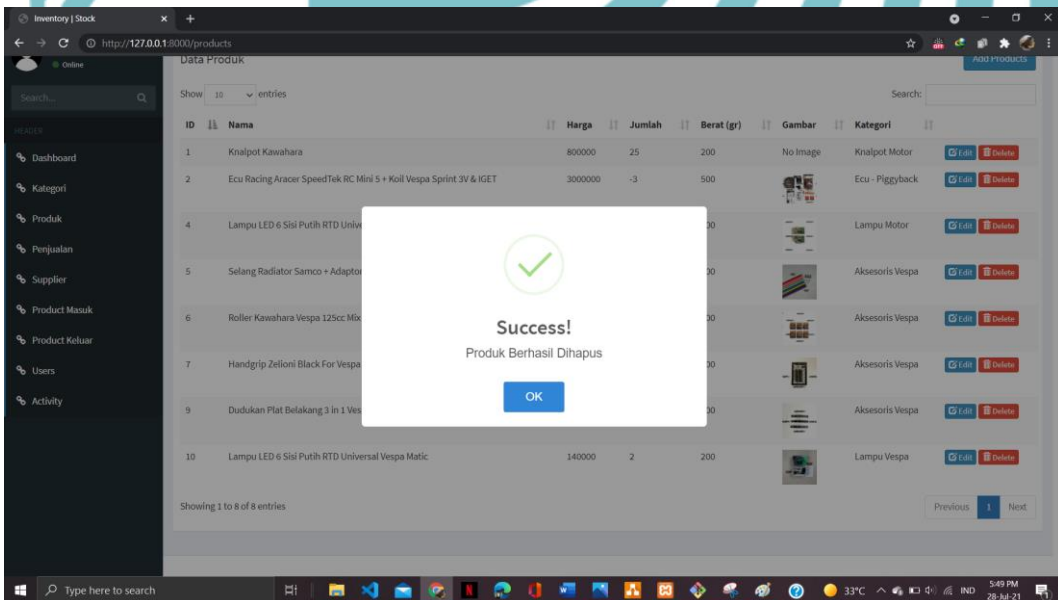 Inventory | Stock
http://127.0.0.1:8000/products
Online
Data Produk
Add Products
Search...
Show 10 entries
Search:
HEADER
ID Nama Harga Jumlah Berat (gr) Gambar Kategori
Dashboard
Kategori
Produk
Penjualan
Supplier
Product Masuk
Product Keluar
Users
Activity
1 Knalpot Kawahara 800000 25 200 No Image Knalpot Motor Edit Delete
2 Ecu Racing Aracer SpeedTek RC Mini 5 + Koil Vespa Sprint 3V & IGET 3000000 -3 500 Ecu - Piggyback Edit Delete
4 Lampu LED 6 Sisi Putih RTD Unive 00 Lampu Motor Edit Delete
5 Selang Radiator Samco + Adaptor 00 Aksesoris Vespa Edit Delete
6 Roller Kawahara Vespa 125cc Mix 00 Aksesoris Vespa Edit Delete
7 Handgrip Zelioni Black For Vespa 00 Aksesoris Vespa Edit Delete
9 Dudukan Plat Belakang 3 in 1 Ves 00 Aksesoris Vespa Edit Delete
10 Lampu LED 6 Sisi Putih RTD Universal Vespa Matic 140000 2 200 Lampu Vespa Edit Delete
Success!
Produk Berhasil Dihapus
OK
Showing 1 to 8 of 8 entries
Previous 1 Next
Type here to search
33°C
IND
5:49 PM
28-Jul-21